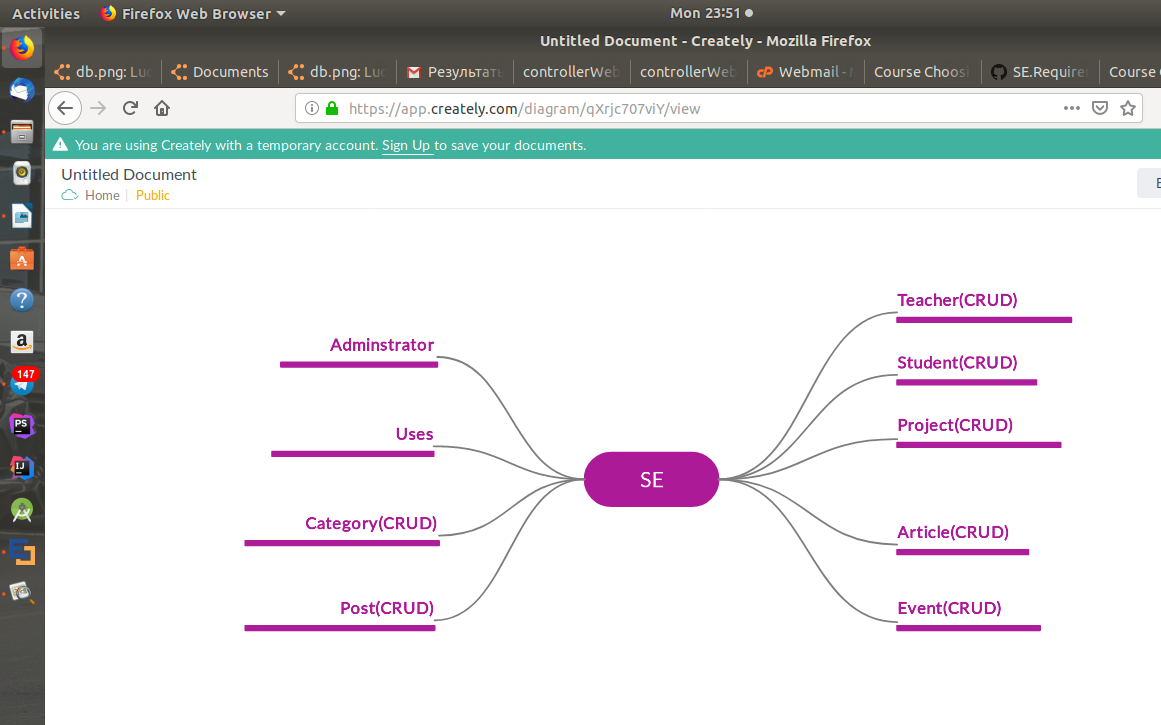 Activities Firefox Web Browser Mon 23:51
Untitled Document - Creately - Mozilla Firefox
db.png: Luc Documents db.png: Luc Результать controllerWeb controllerWeb Webmail - Course Choosi SE.Require Course
https://app.creately.com/diagram/qXrjc707viY/view
You are using Creately with a temporary account. Sign Up to save your documents.
Untitled Document
Home Public
Teacher(CRUD)
Adminstrator
Student(CRUD)
Project(CRUD)
Uses
SE
Category(CRUD)
Article(CRUD)
Post(CRUD)
Event(CRUD)
147
PS
IJ